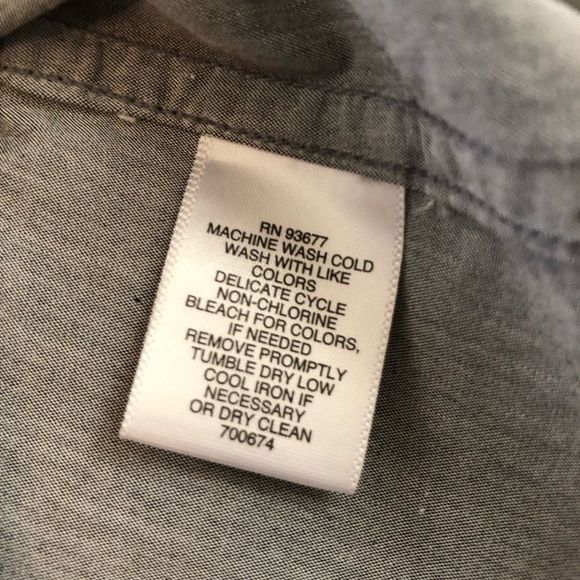 RN 93677
MACHINE WASH COLD
WASH WITH LIKE
COLORS
DELICATE CYCLE
NON-CHLORINE
BLEACH FOR COLORS,
IF NEEDED
REMOVE PROMPTLY
TUMBLE DRY LOW
COOL IRON IF
NECESSARY
OR DRY CLEAN
700674